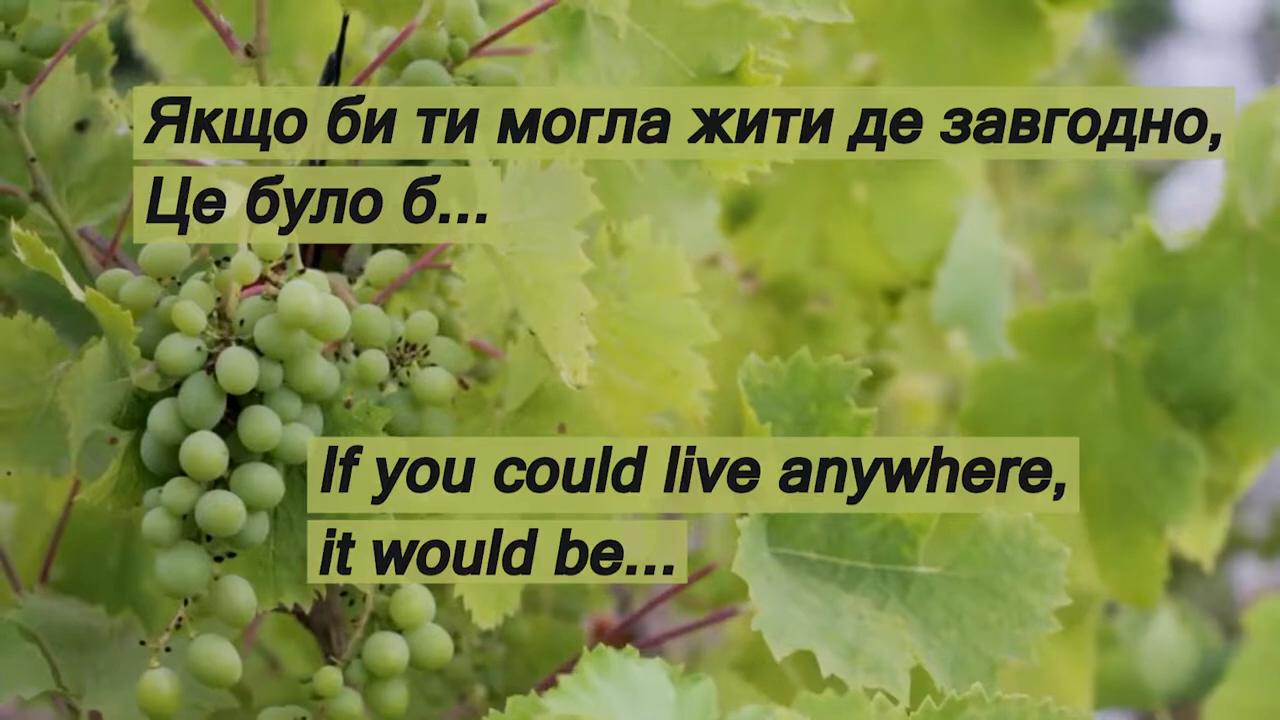 Якщо би ти могла жити де завгодно,
Це було б...
If you could live anywhere,
it would be...